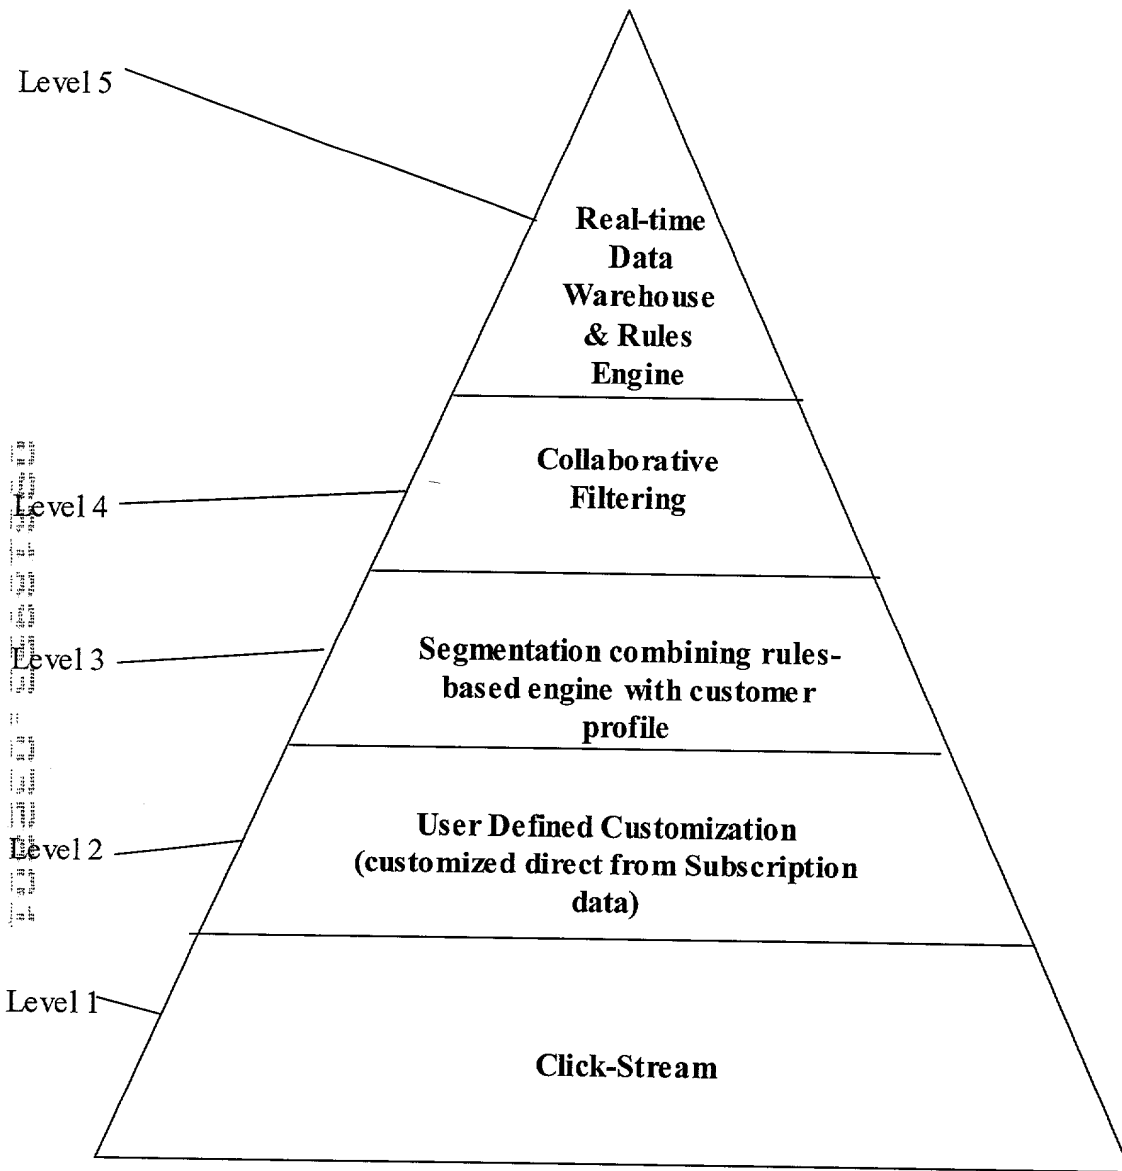 Level 5
Real-time
Data
Warehouse
& Rules
Engine
Collaborative
Filtering
Level 4
Segmentation combining rules-
based engine with customer
profile
Level 3
User Defined Customization
(customized direct from Subscription
data)
Level 2
Level 1
Click-Stream